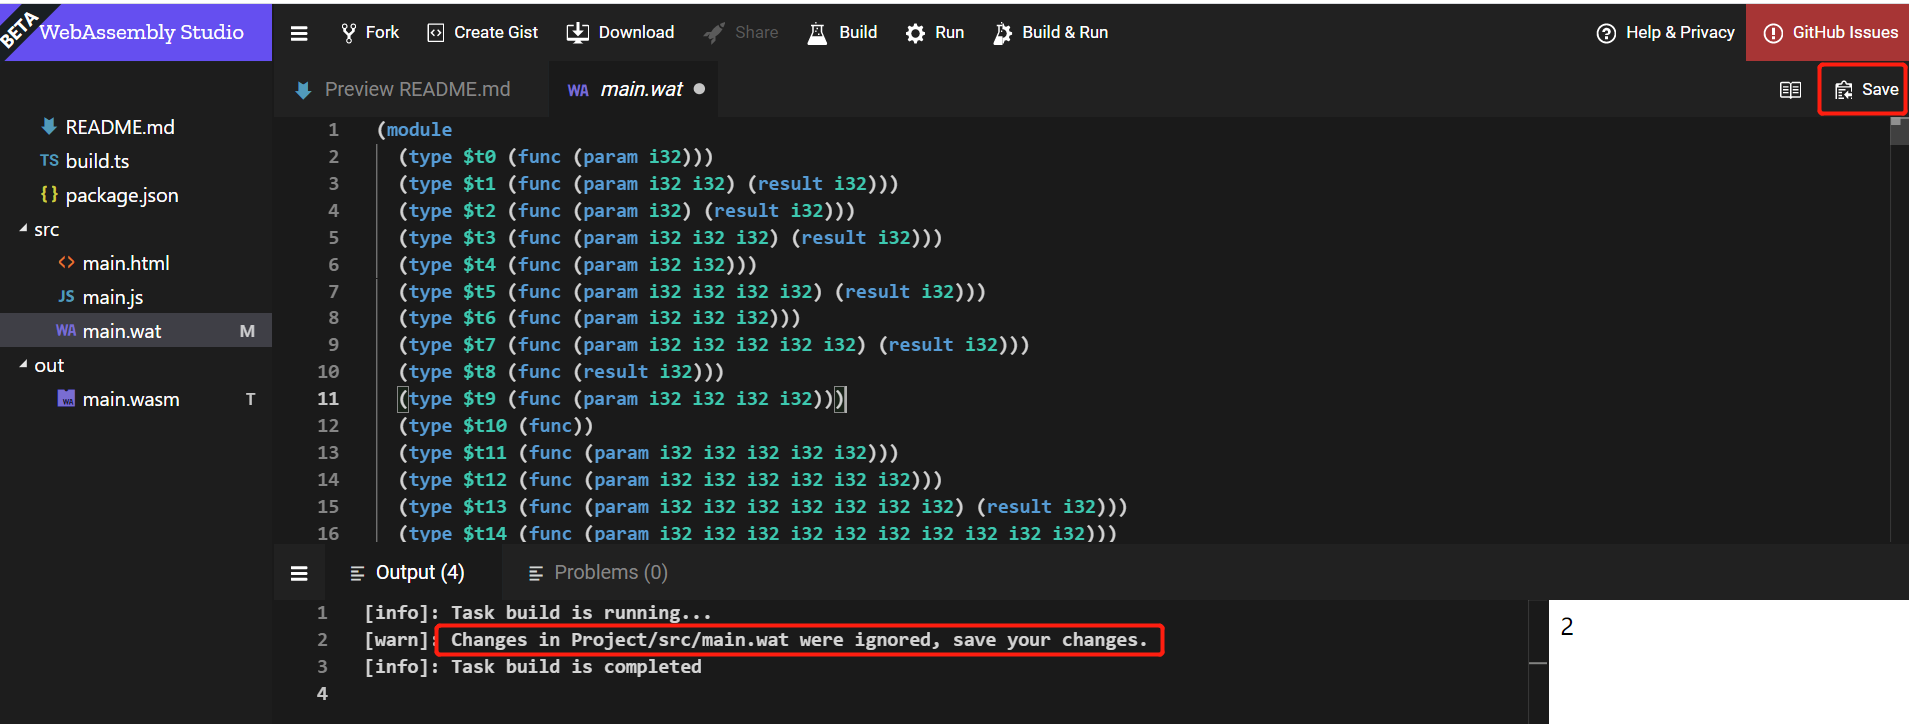 BETA
WebAssembly Studio
Fork
Create Gist
Download
Share
Build
Run
Build & Run
Help & Privacy
GitHub Issues
Preview README.md
WA main.wat
Save
README.md
TS build.ts
{} package.json
src
<> main.html
JS main.js
WA main.wat M
out
WA main.wasm T
1 (module
2 (type $t0 (func (param i32)))
3 (type $t1 (func (param i32 i32) (result i32)))
4 (type $t2 (func (param i32) (result i32)))
5 (type $t3 (func (param i32 i32 i32) (result i32)))
6 (type $t4 (func (param i32 i32)))
7 (type $t5 (func (param i32 i32 i32 i32) (result i32)))
8 (type $t6 (func (param i32 i32 i32)))
9 (type $t7 (func (param i32 i32 i32 i32 i32) (result i32)))
10 (type $t8 (func (result i32)))
11 (type $t9 (func (param i32 i32 i32 i32)))
12 (type $t10 (func))
13 (type $t11 (func (param i32 i32 i32 i32 i32)))
14 (type $t12 (func (param i32 i32 i32 i32 i32 i32)))
15 (type $t13 (func (param i32 i32 i32 i32 i32 i32 i32) (result i32)))
16 (type $t14 (func (param i32 i32 i32 i32 i32 i32 i32 i32 i32 i32)))
Output (4)
Problems (0)
1 [info]: Task build is running...
2 [warn]: Changes in Project/src/main.wat were ignored, save your changes.
3 [info]: Task build is completed
4
2